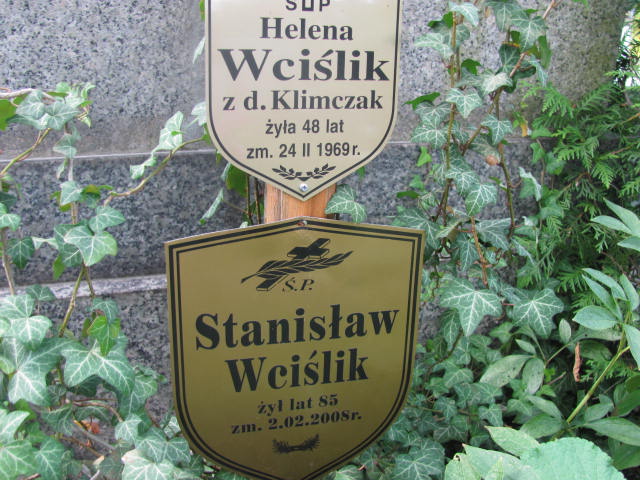 Ś P
Helena
Wciślik
z d. Klimczak
żyła 48 lat
zm. 24 II 1969r.
Ś.P.
Stanisław
Wciślik
żył lat 85
zm. 2.02.2008r.